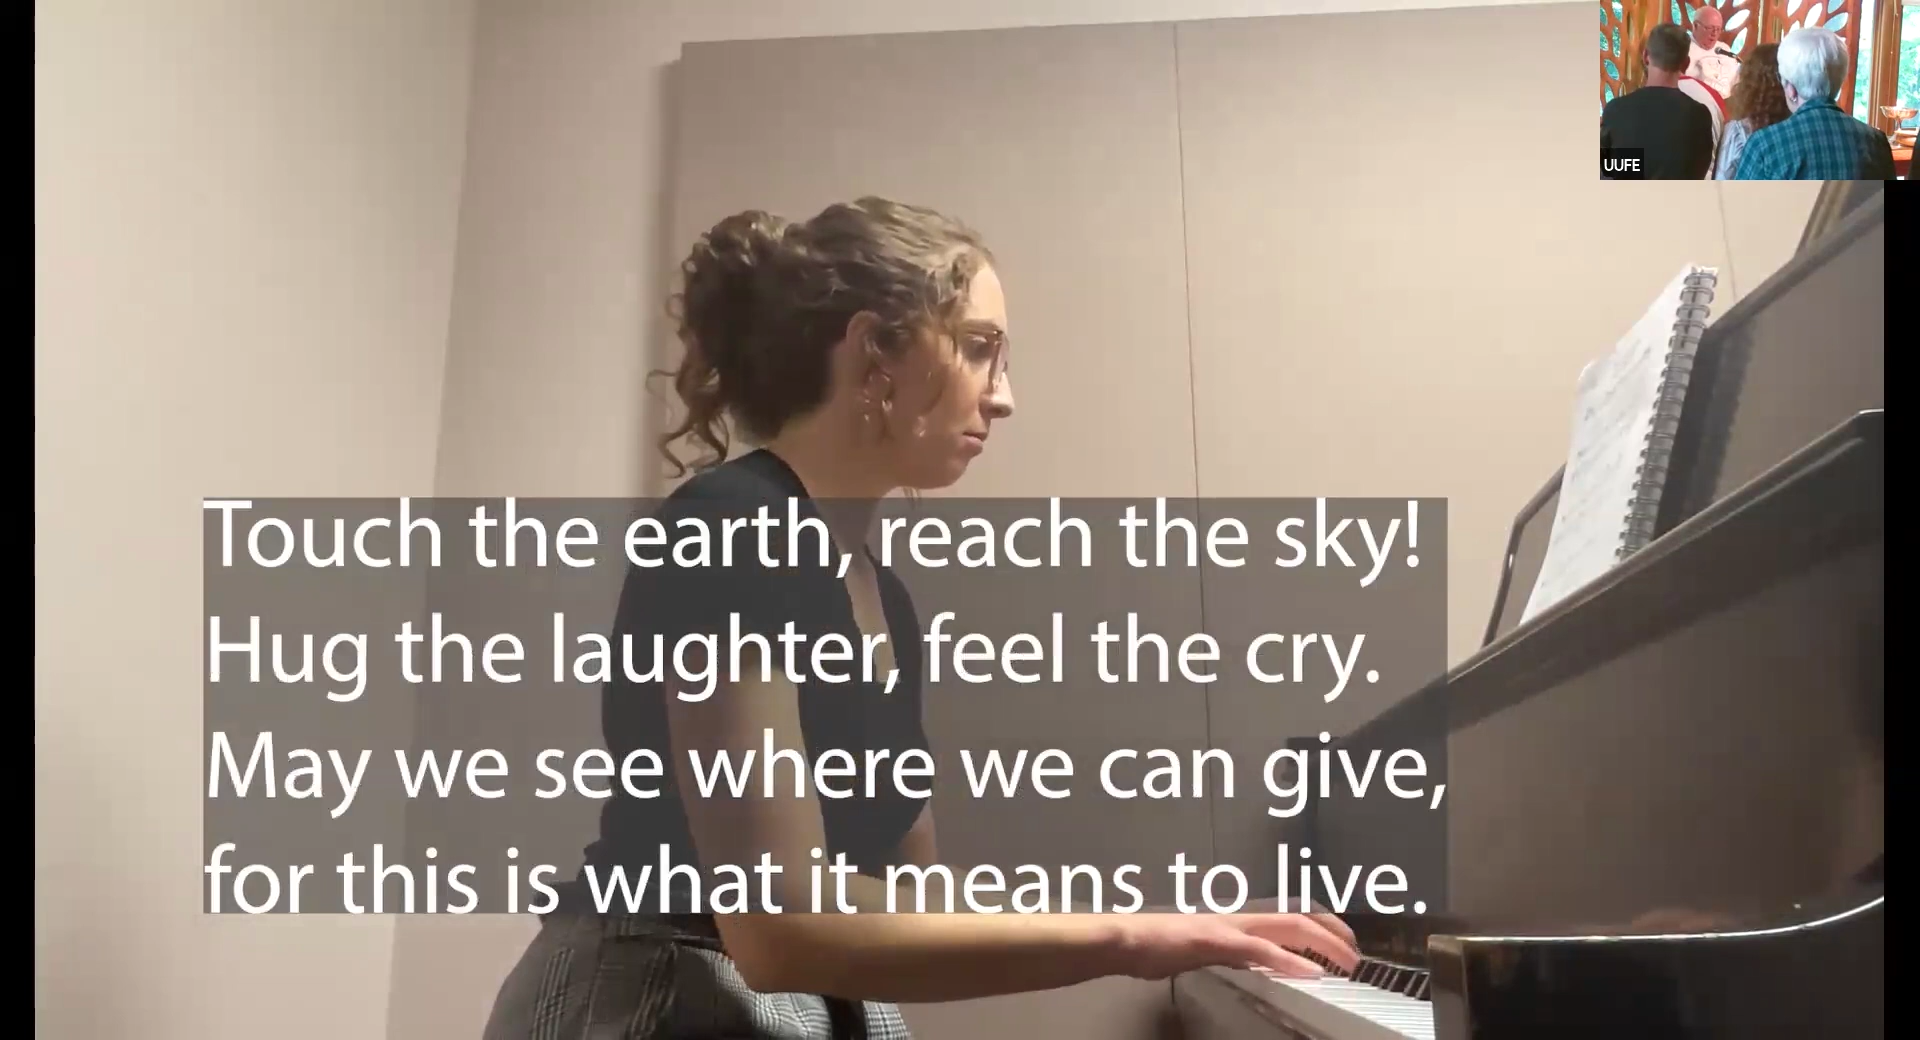 UUFE
Touch the earth, reach the sky!
Hug the laughter, feel the cry.
May we see where we can give,
for this is what it means to live.